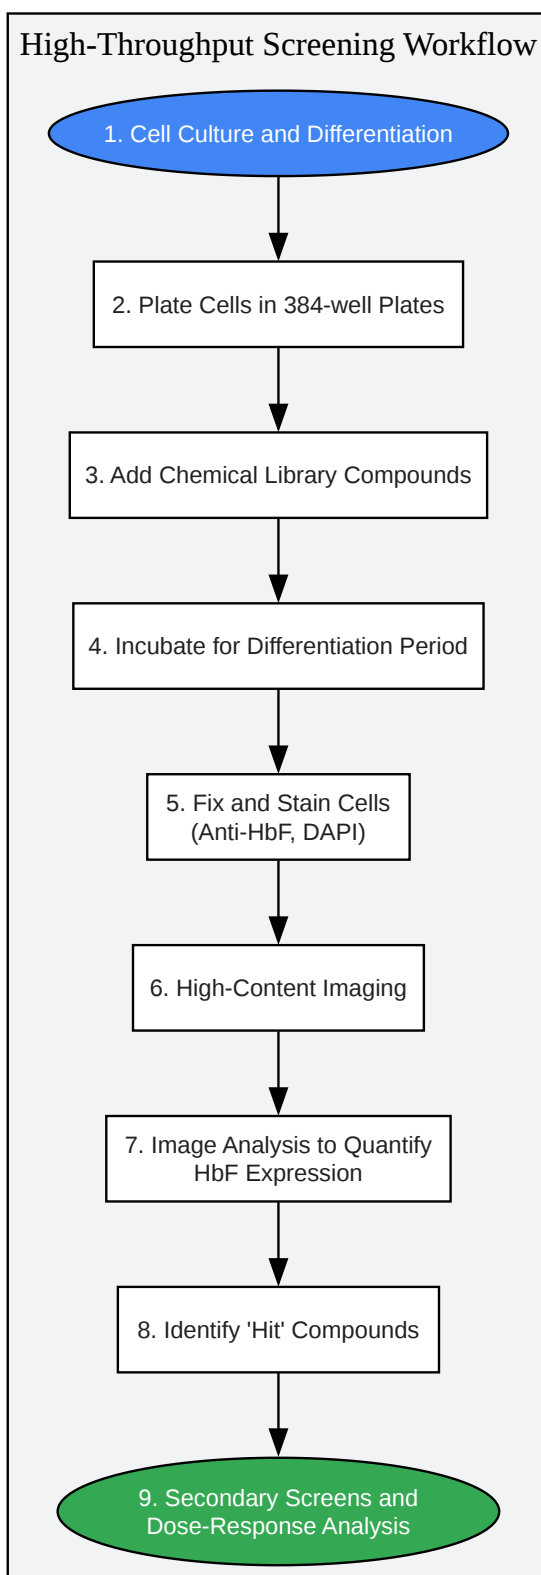 High-Throughput Screening Workflow
1. Cell Culture and Differentiation
2. Plate Cells in 384-well Plates
3. Add Chemical Library Compounds
4. Incubate for Differentiation Period
5. Fix and Stain Cells
(Anti-HbF, DAPI)
6. High-Content Imaging
7. Image Analysis to Quantify
HbF Expression
8. Identify 'Hit' Compounds
9. Secondary Screens and
Dose-Response Analysis